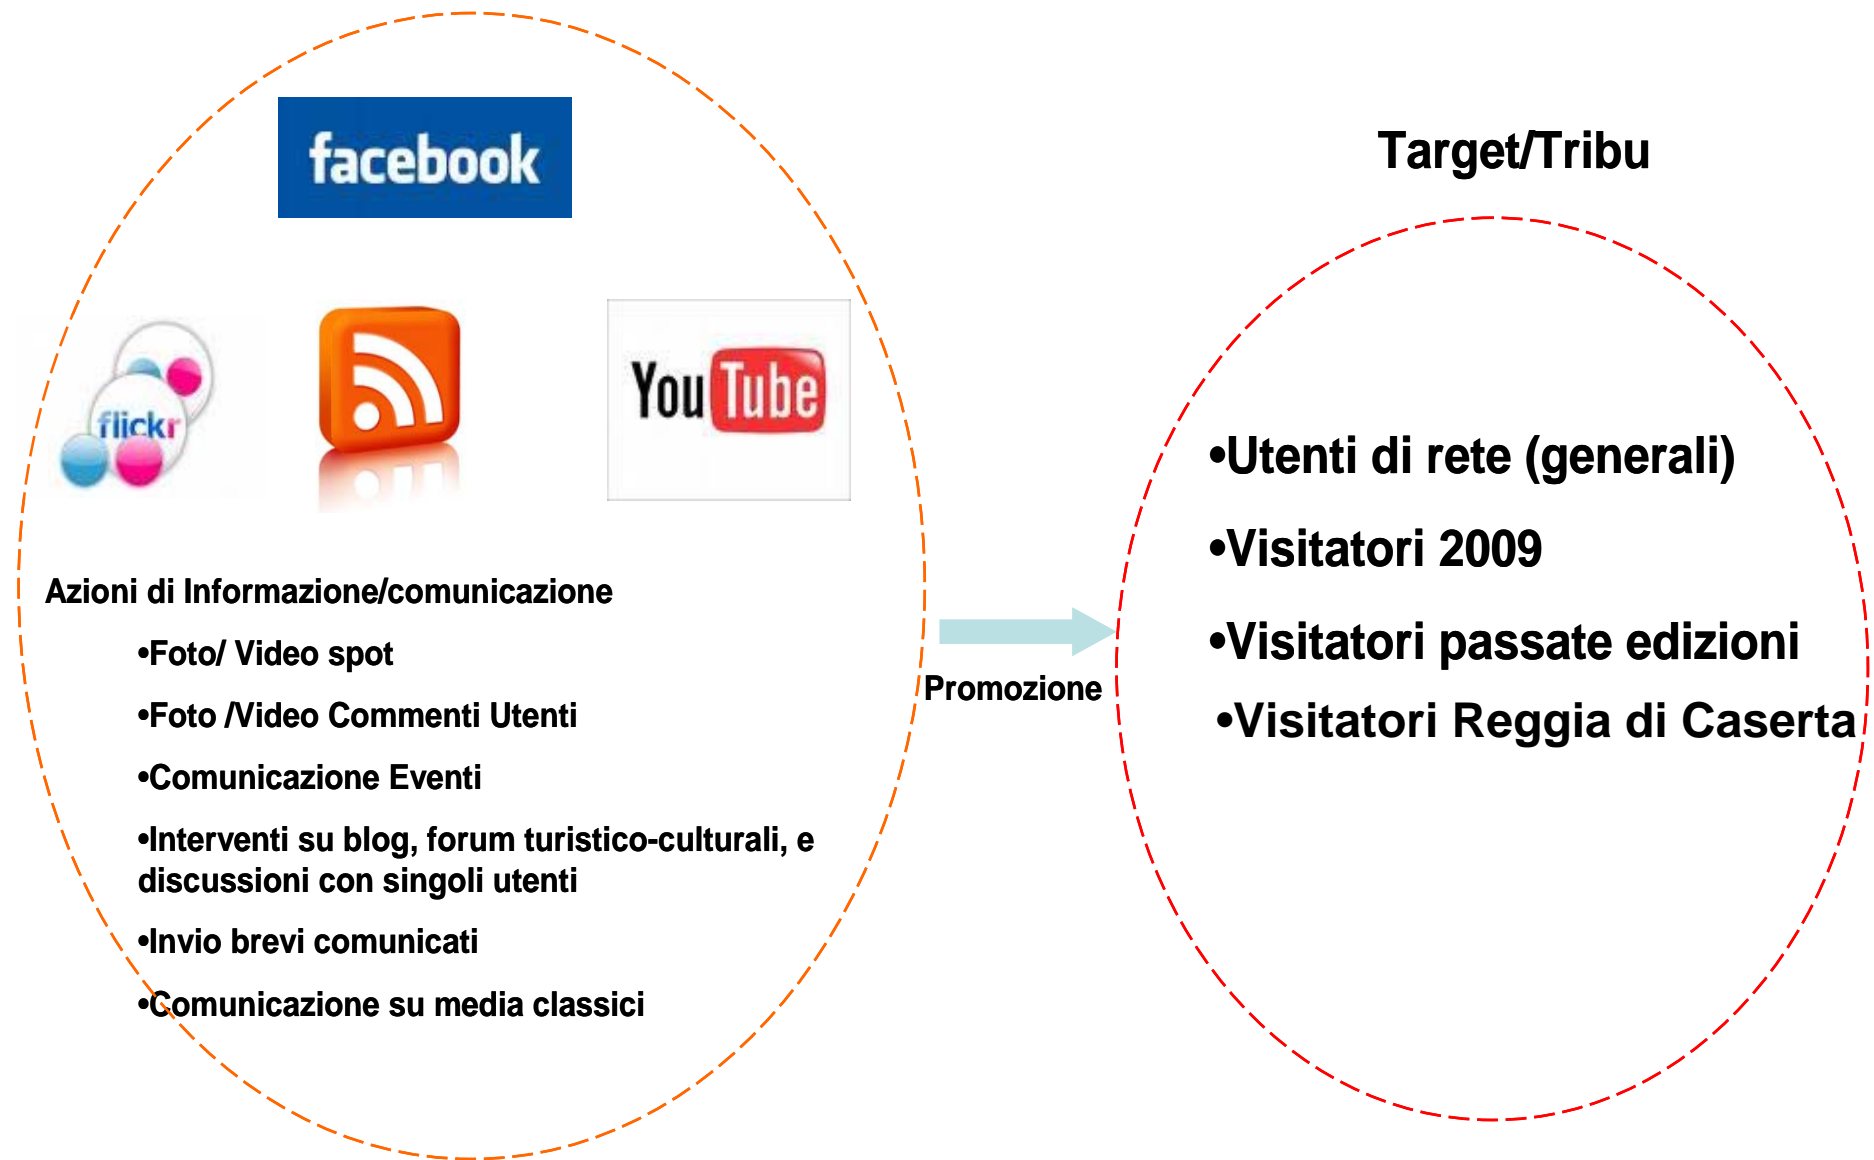 facebook
flickr
You Tube
Azioni di Informazione/comunicazione
•Foto/ Video spot
•Foto /Video Commenti Utenti
•Comunicazione Eventi
•Interventi su blog, forum turistico-culturali, e
discussioni con singoli utenti
•Invio brevi comunicati
•Comunicazione su media classici
Promozione
Target/Tribu
•Utenti di rete (generali)
•Visitatori 2009
•Visitatori passate edizioni
•Visitatori Reggia di Caserta